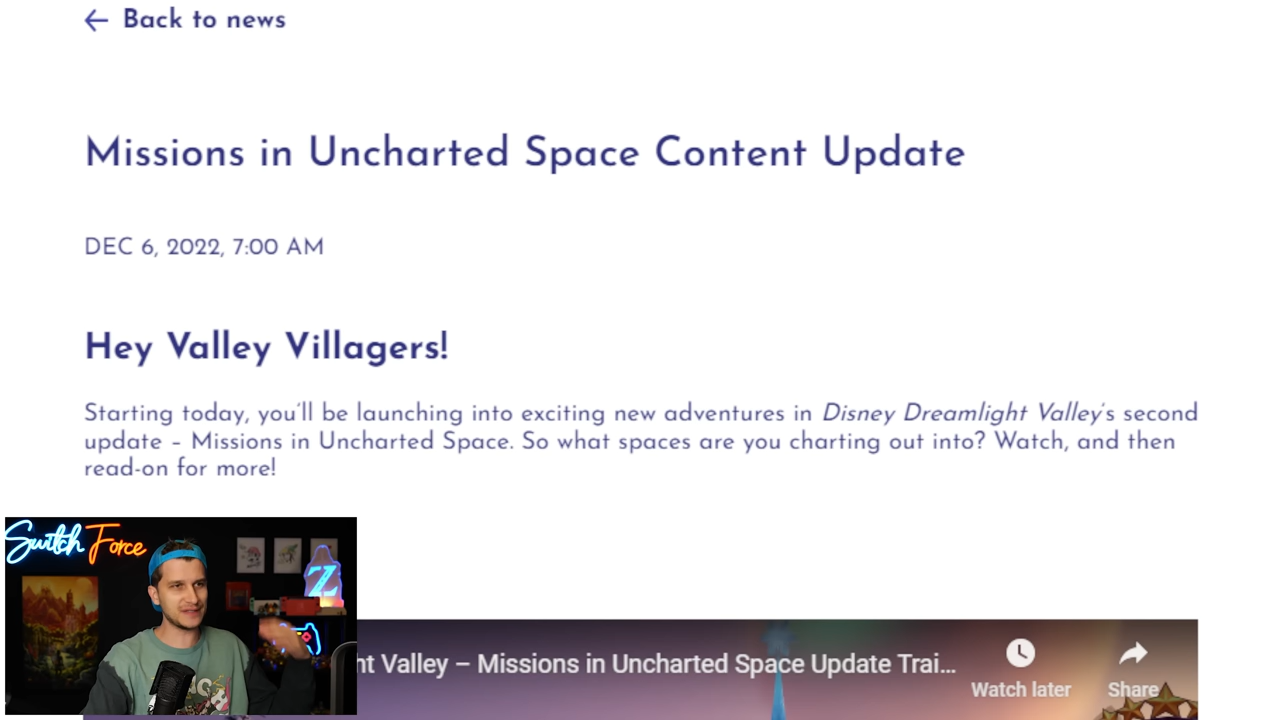 Back to news
Missions in Uncharted Space Content Update
DEC 6, 2022, 7:00 AM
Hey Valley Villagers!
Starting today, you'll be launching into exciting new adventures in Disney Dreamlight Valley's second
update – Missions in Uncharted Space. So what spaces are you charting out into? Watch, and then
read-on for more!
Switch Force
Z
nt Valley – Missions in Uncharted Space Update Trai...
Watch later
Share